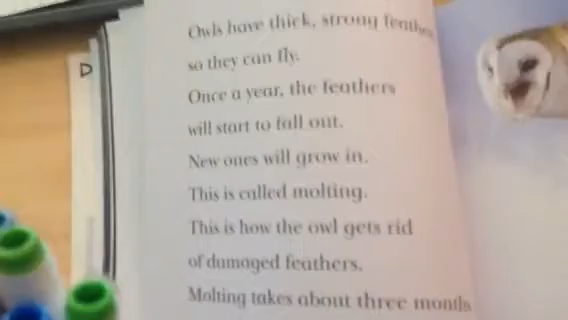 D
Owls have thick, strong feathers
so they can fly.
Once a year, the feathers
will start to fall out.
New ones will grow in.
This is called molting.
This is how the owl gets rid
of damaged feathers.
Molting takes about three months